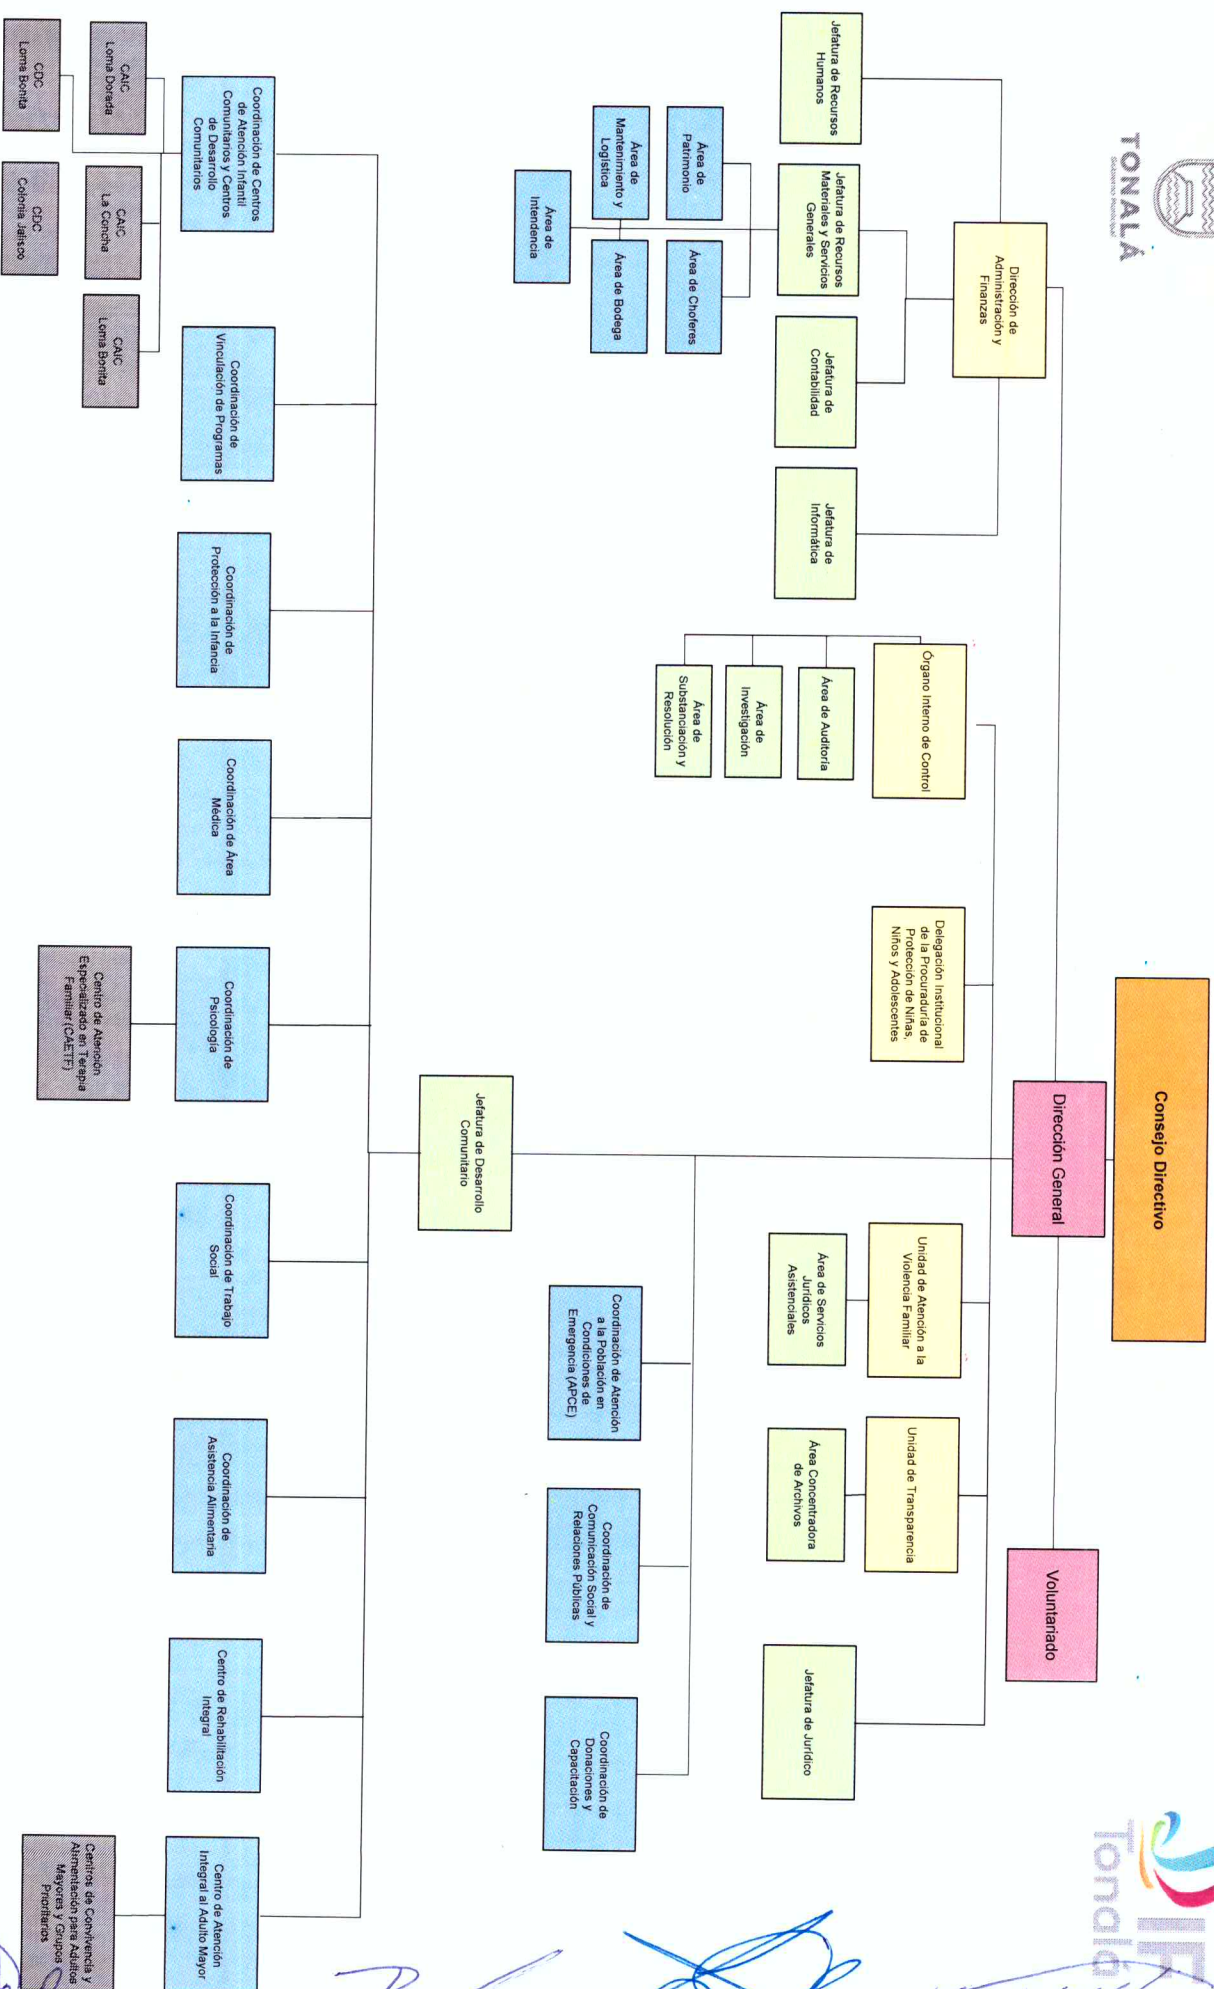 TONALÁ
Gobierno Municipal
DIF
Tonalá
Consejo Directivo
Dirección General
Voluntariado
Dirección de
Administración y
Finanzas
Jefatura de Recursos
Humanos
Jefatura de Recursos
Materiales y Servicios
Generales
Jefatura de
Contabilidad
Jefatura de
Informática
Área de
Patrimonio
Área de Choferes
Área de
Mantenimiento y
Logística
Área de Bodega
Área de
Intendencia
Órgano Interno de Control
Área de Auditoría
Área de
Investigación
Área de
Substanciación y
Resolución
Delegación Institucional
de la Procuraduría de
Protección de Niñas,
Niños y Adolescentes
Unidad de Atención a la
Violencia Familiar
Área de Servicios
Jurídicos
Asistenciales
Unidad de Transparencia
Área Concentradora
de Archivos
Jefatura de Jurídico
Coordinación de Atención
a la Población en
Condiciones de
Emergencia (APCE)
Coordinación de
Comunicación Social y
Relaciones Públicas
Coordinación de
Donaciones y
Capacitación
Jefatura de Desarrollo
Comunitario
Coordinación de Centros
de Atención Infantil
Comunitarios y Centros
de Desarrollo
Comunitarios
Coordinación de
Vinculación de Programas
Coordinación de
Protección a la Infancia
Coordinación de Área
Médica
Coordinación de
Psicología
Coordinación de Trabajo
Social
Coordinación de
Asistencia Alimentaria
Centro de Rehabilitación
Integral
Centro de Atención
Integral al Adulto Mayor
CAIC
Loma Dorada
CAIC
La Concha
CAIC
Loma Bonita
CDC
Loma Bonita
CDC
Colonia Jalisco
Centro de Atención
Especializado en Terapia
Familiar (CAETF)
Centros de Convivencia y
Alimentación para Adultos
Mayores y Grupos
Prioritarios